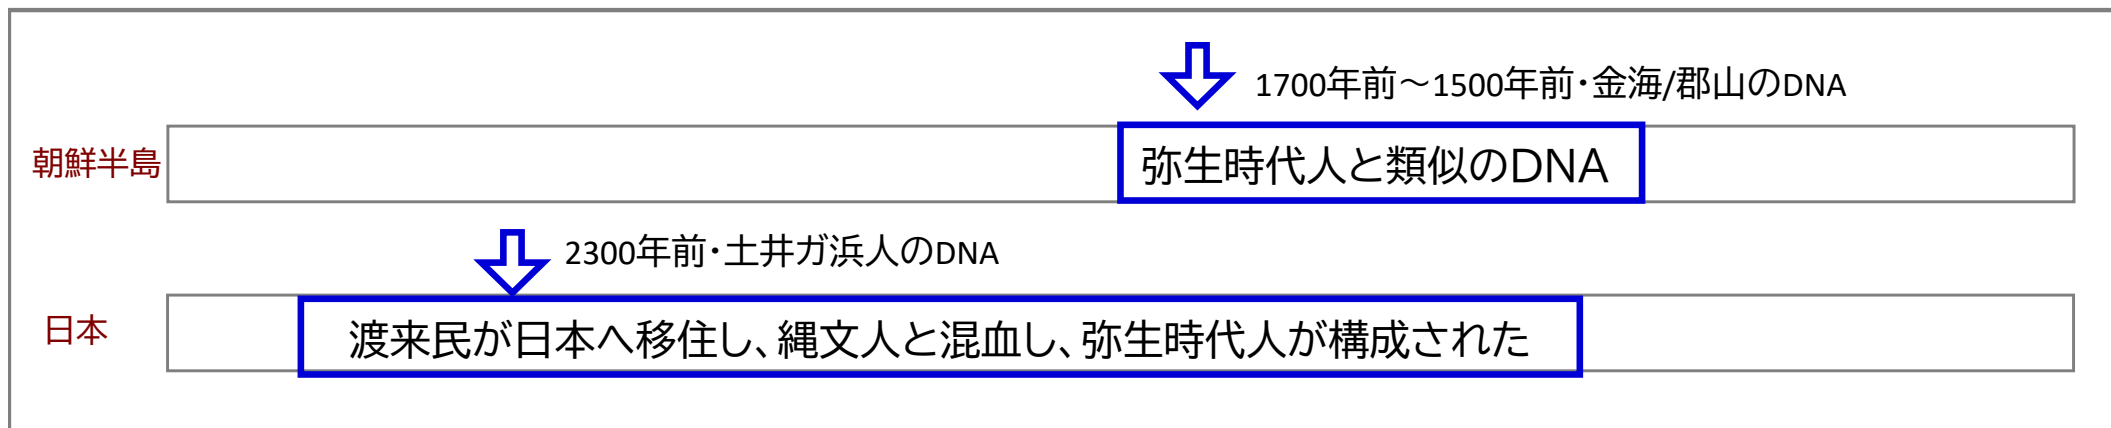 1700年前～1500年前・金海/郡山のDNA
朝鮮半島
弥生時代人と類似のDNA
2300年前・土井ガ浜人のDNA
日本
渡来民が日本へ移住し、縄文人と混血し、弥生時代人が構成された